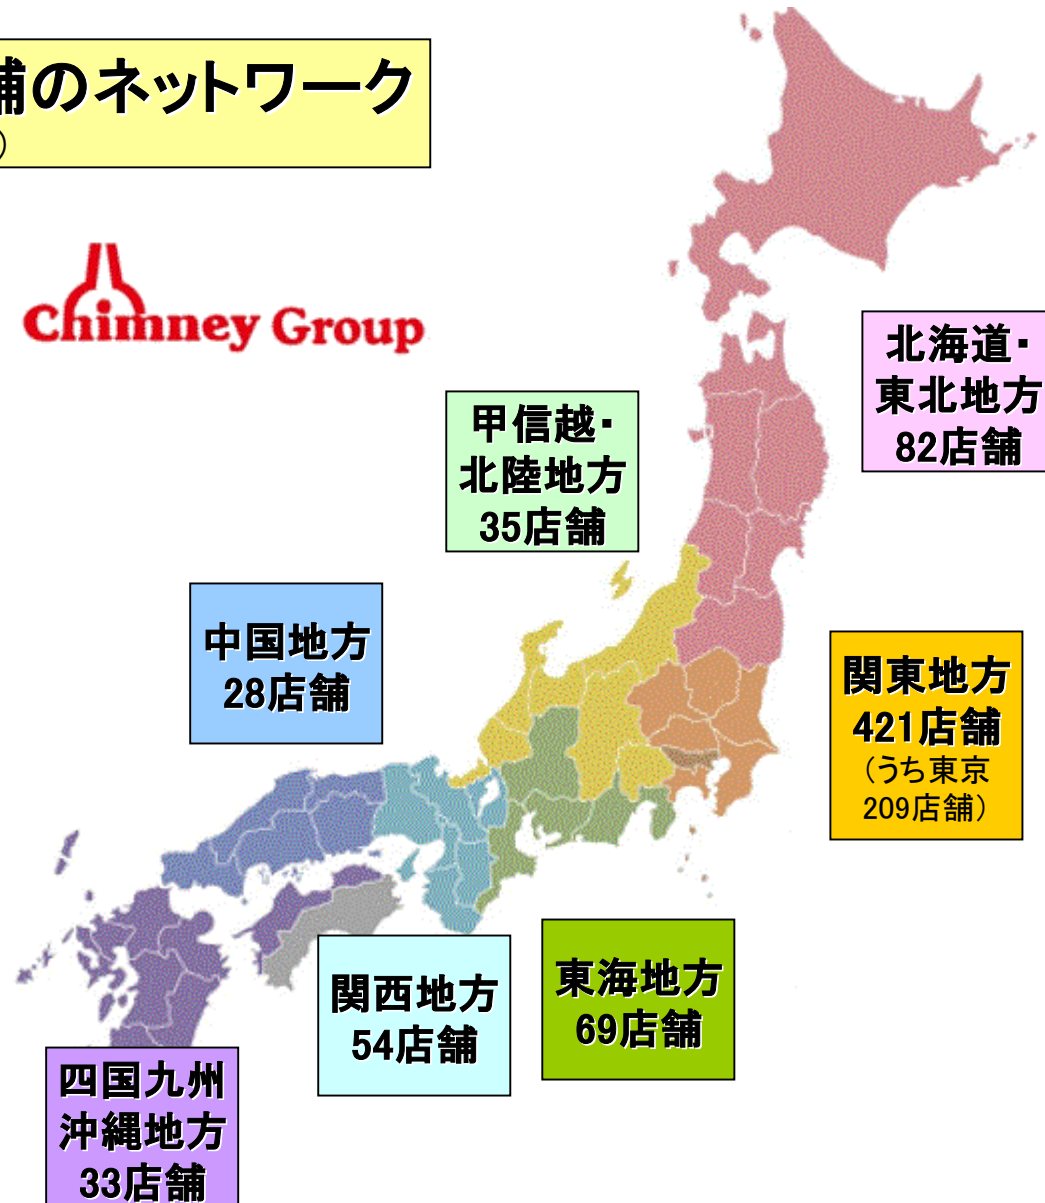 舗のネットワーク
）
Chimney Group
北海道・
東北地方
82店舗
甲信越・
北陸地方
35店舗
中国地方
28店舗
関東地方
421店舗
（うち東京
209店舗）
関西地方
54店舗
東海地方
69店舗
四国九州
沖縄地方
33店舗